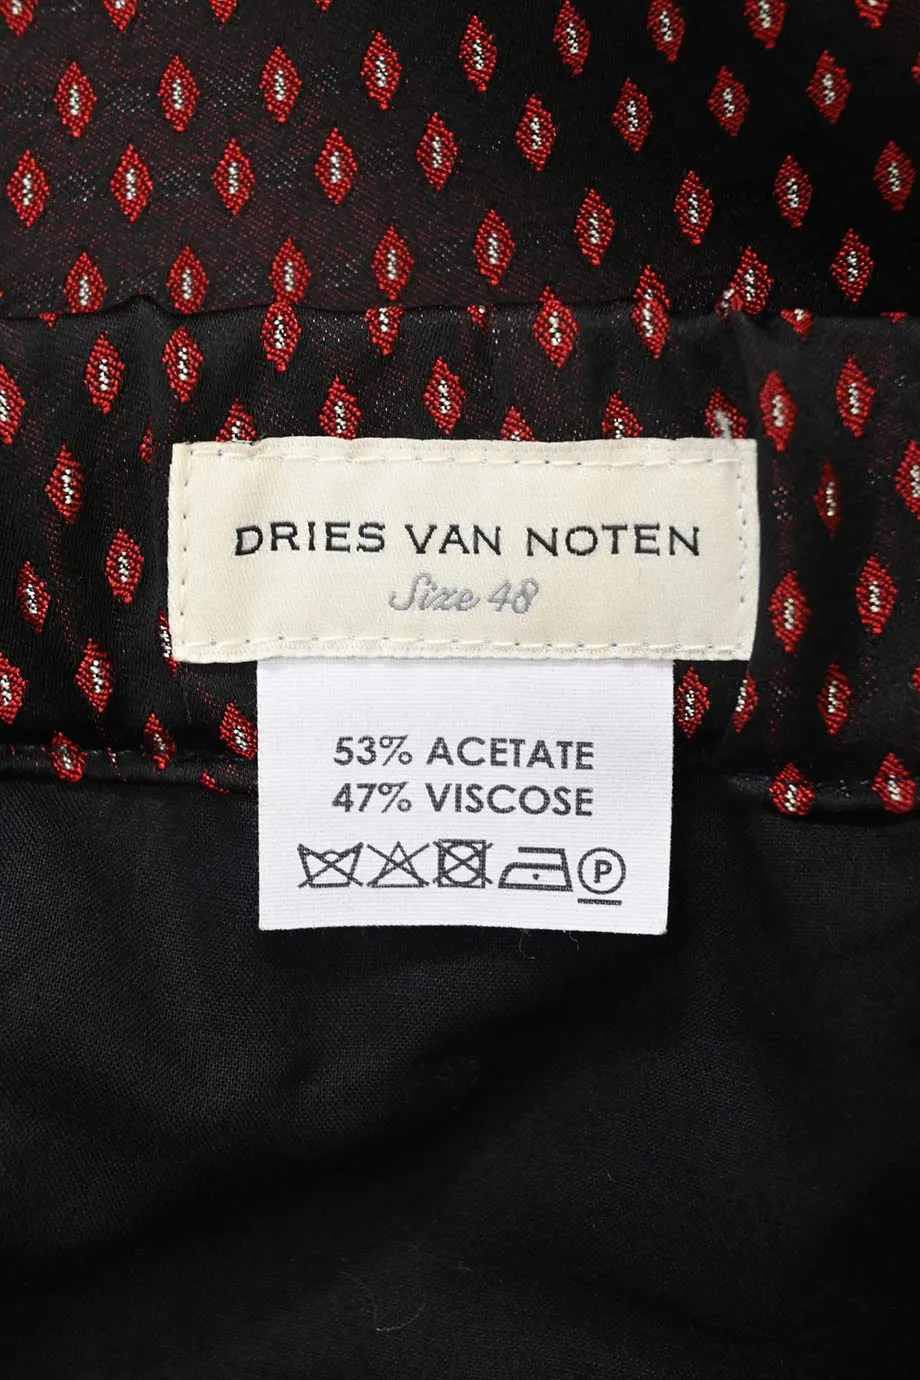 DRIES VAN NOTEN
Size 48
53% ACETATE
47% VISCOSE
P